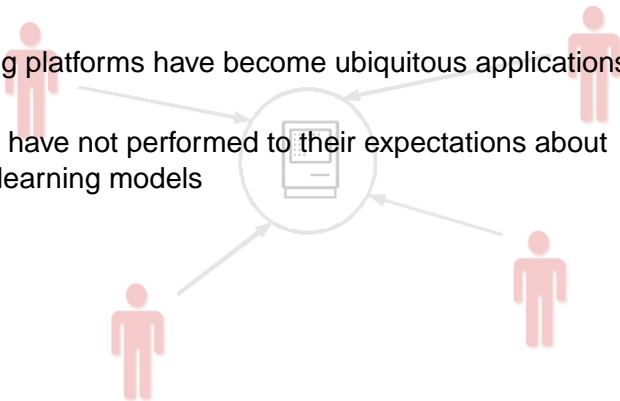 g platforms have become ubiquitous applications
have not performed to their expectations about
learning models